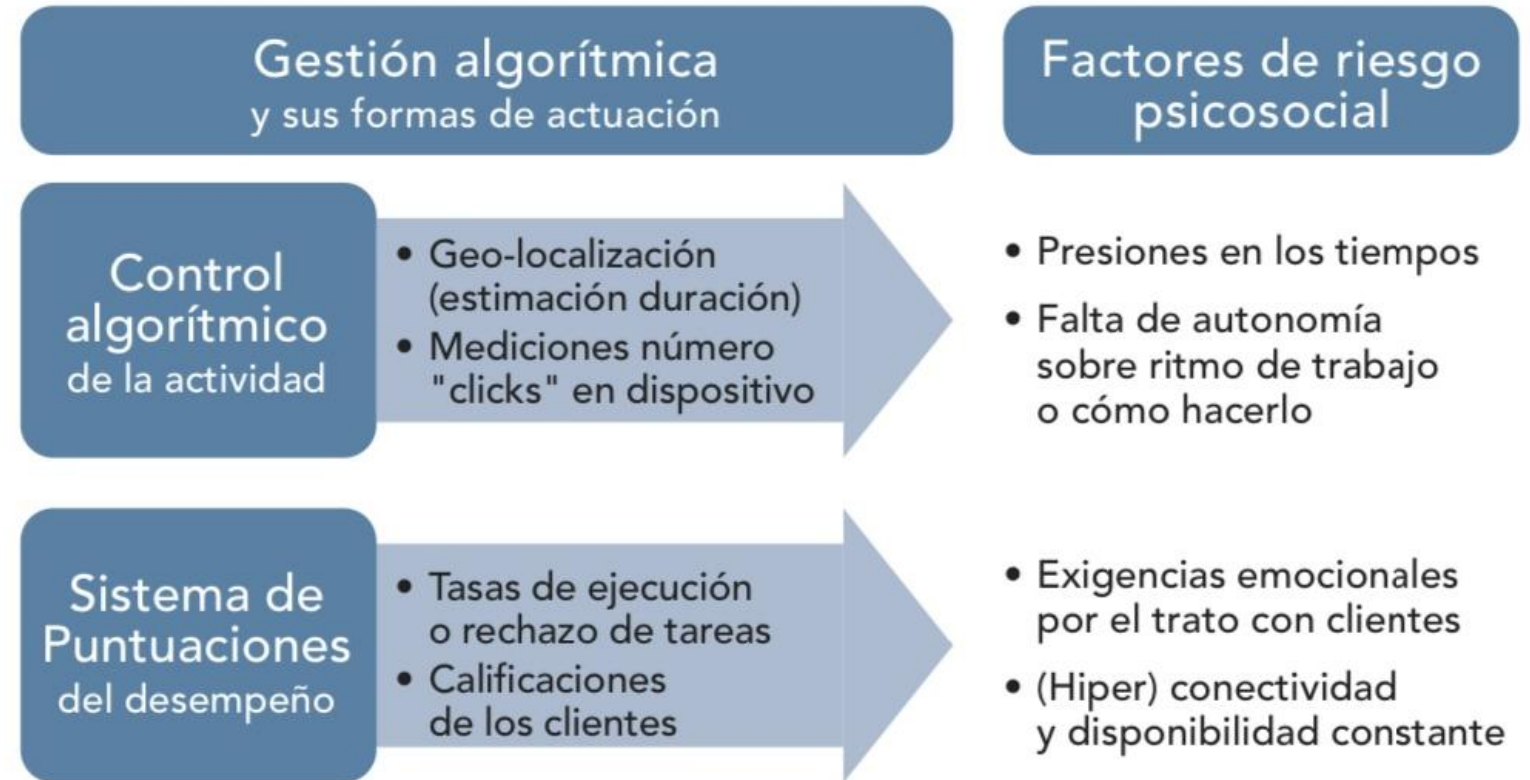 Gestión algorítmica
y sus formas de actuación
Factores de riesgo
psicosocial
Control
algorítmico
de la actividad
• Geo-localización
(estimación duración)
• Mediciones número
"clicks" en dispositivo
• Presiones en los tiempos
• Falta de autonomía
sobre ritmo de trabajo
o cómo hacerlo
Sistema de
Puntuaciones
del desempeño
• Tasas de ejecución
o rechazo de tareas
• Calificaciones
de los clientes
• Exigencias emocionales
por el trato con clientes
• (Hiper) conectividad
y disponibilidad constante